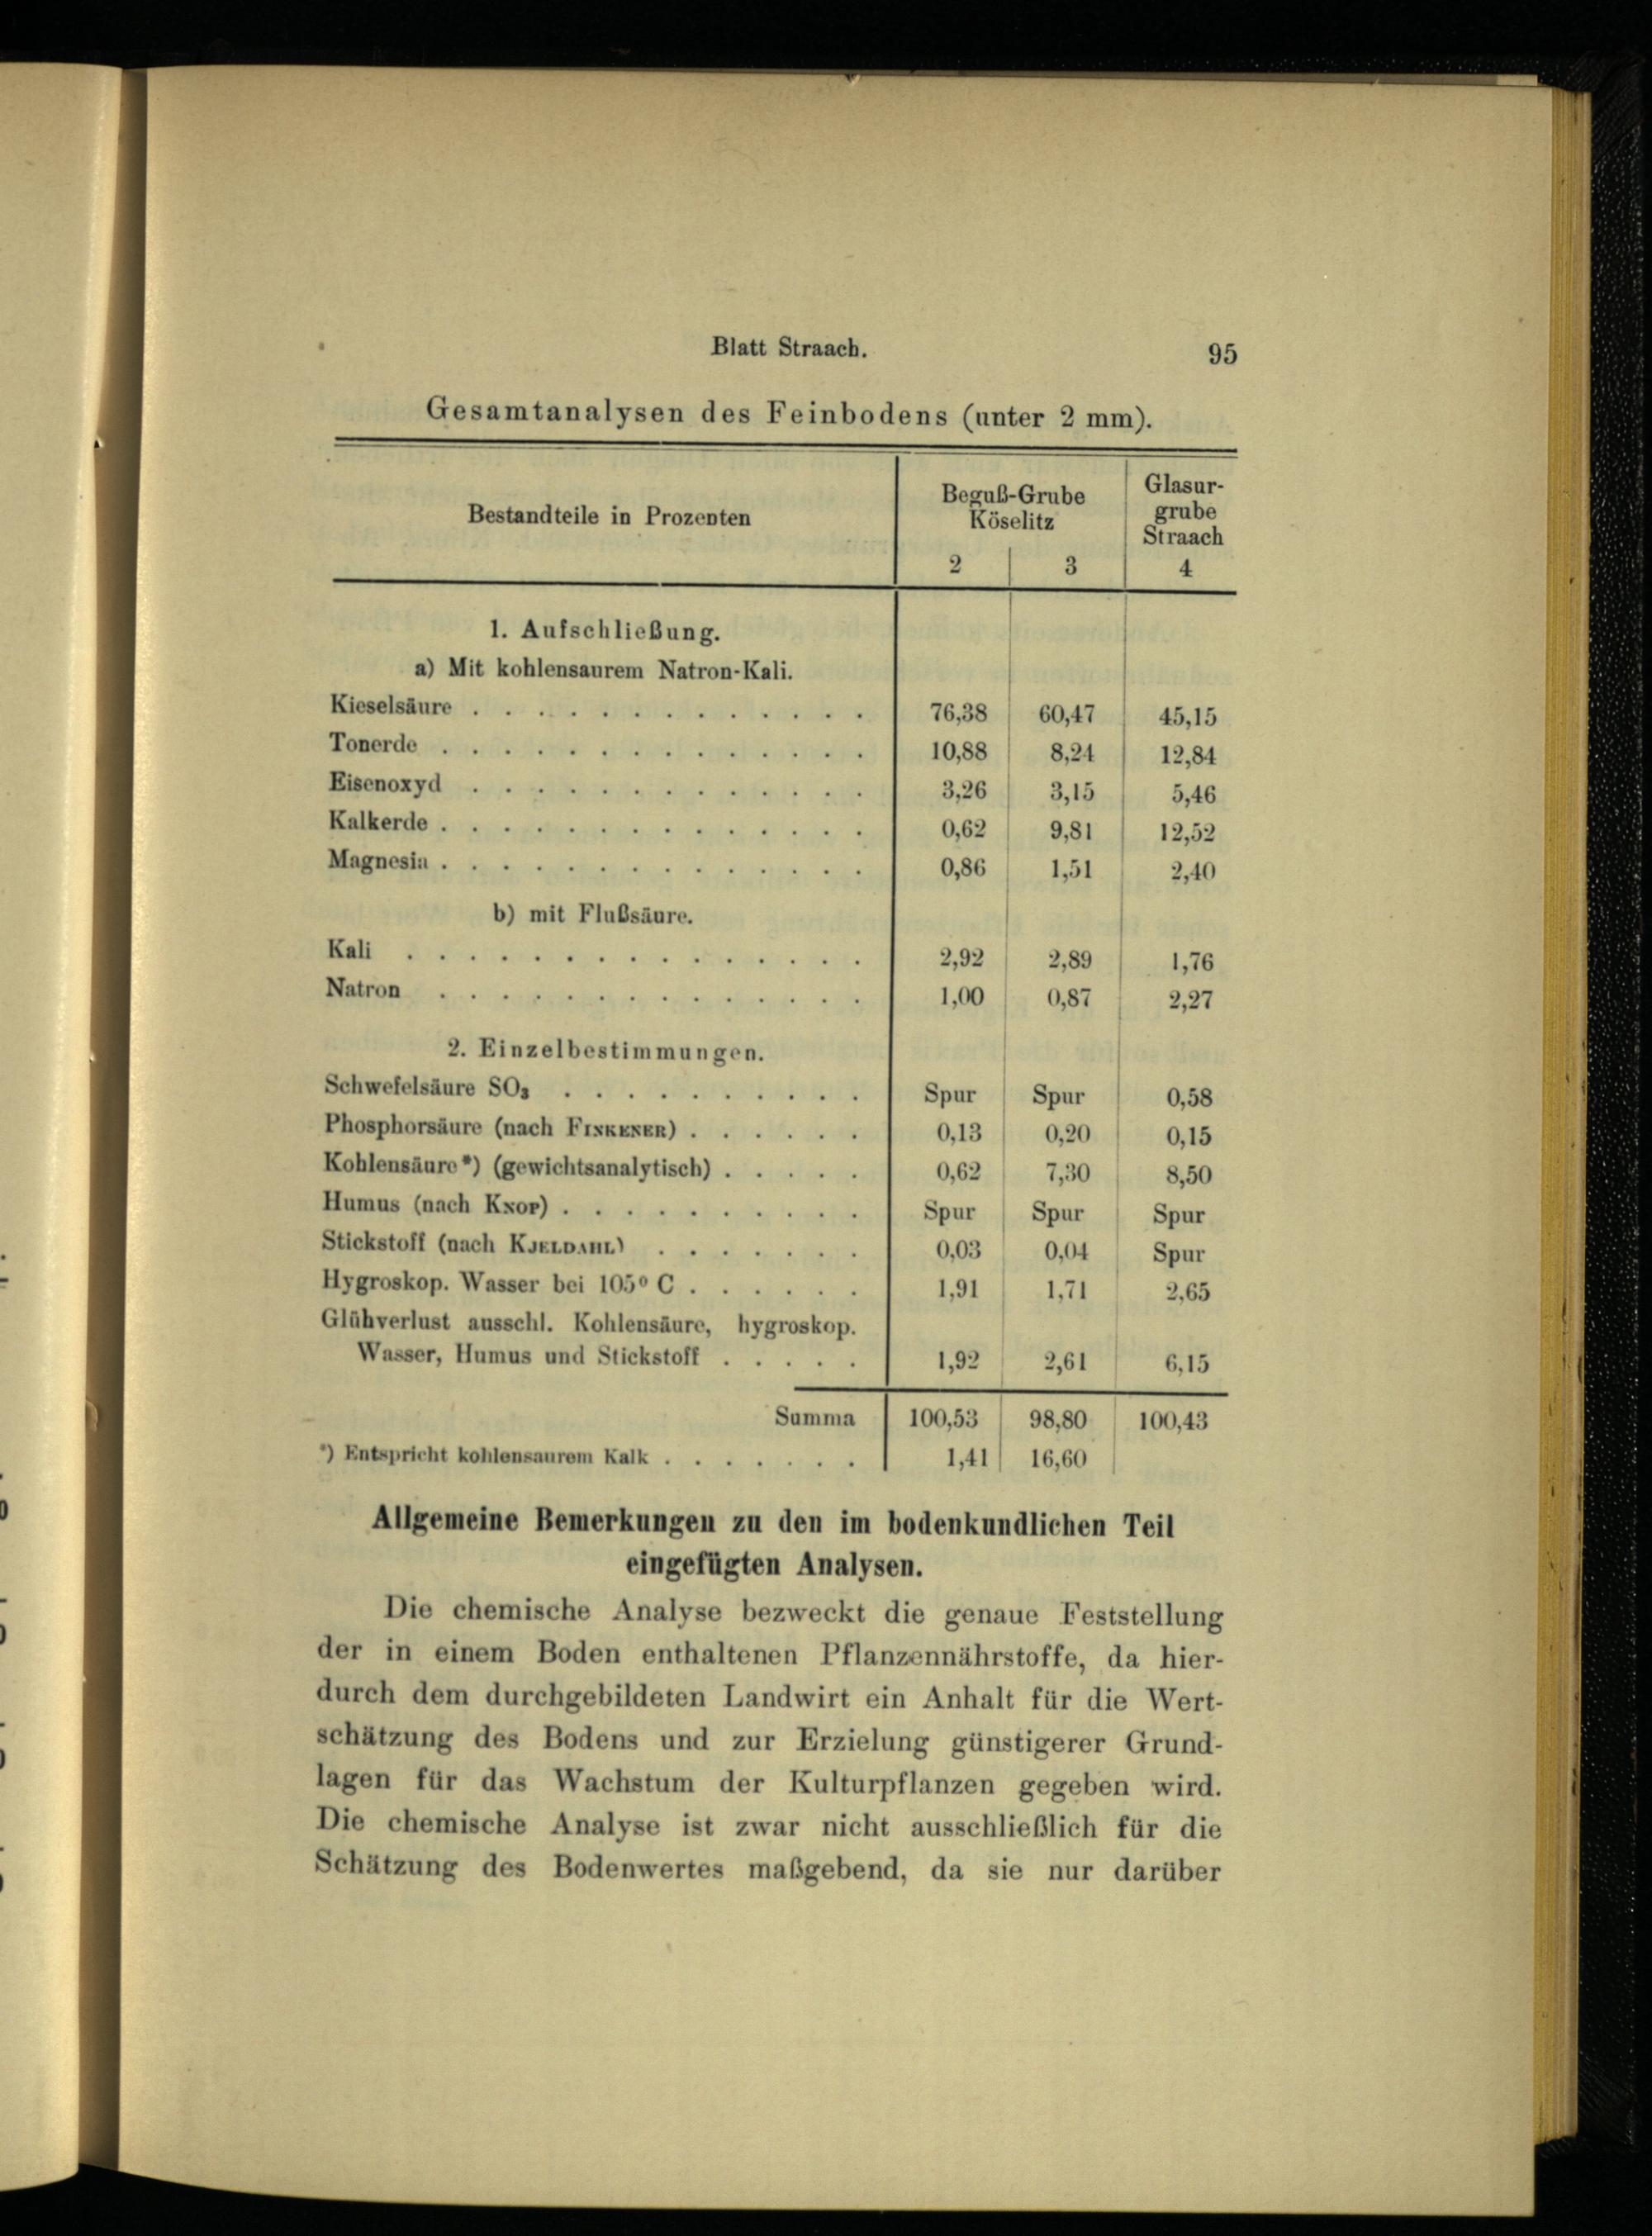 Blatt Straach. 95
Gesamtanalysen des Feinbodens (unter 2 mm).
Bestandteile in Prozenten
Beguß-Grube
Köselitz
2 3
Glasur-
grube
Straach
4
1. Aufschließung.
a) Mit kohlensaurem Natron-Kali.
Kieselsäure . . . . . . . . . . . . . 76,38 60,47 45,15
Tonerde . . . . . . . . . . . . . . 10,88 8,24 12,84
Eisenoxyd . . . . . . . . . . . . . 3,26 3,15 5,46
Kalkerde . . . . . . . . . . . . . . 0,62 9,81 12,52
Magnesia . . . . . . . . . . . . . . 0,86 1,51 2,40
b) mit Flußsäure.
Kali . . . . . . . . . . . . . . . 2,92 2,89 1,76
Natron . . . . . . . . . . . . . . 1,00 0,87 2,27
2. Einzelbestimmungen.
Schwefelsäure SO₃ . . . . . . . . . . Spur Spur 0,58
Phosphorsäure (nach FINKENER) . . . . . . 0,13 0,20 0,15
Kohlensäure*) (gewichtsanalytisch) . . . . . 0,62 7,30 8,50
Humus (nach KNOP) . . . . . . . . . . Spur Spur Spur
Stickstoff (nach KJELDAHL) . . . . . . . 0,03 0,04 Spur
Hygroskop. Wasser bei 105⁰ C . . . . . . 1,91 1,71 2,65
Glühverlust ausschl. Kohlensäure, hygroskop.
Wasser, Humus und Stickstoff . . . . . 1,92 2,61 6,15
Summa 100,53 98,80 100,43
*) Entspricht kohlensaurem Kalk . . . . . . . 1,41 16,60
Allgemeine Bemerkungen zu den im bodenkundlichen Teil
eingefügten Analysen.
Die chemische Analyse bezweckt die genaue Feststellung
der in einem Boden enthaltenen Pflanzennährstoffe, da hier-
durch dem durchgebildeten Landwirt ein Anhalt für die Wert-
schätzung des Bodens und zur Erzielung günstigerer Grund-
lagen für das Wachstum der Kulturpflanzen gegeben wird.
Die chemische Analyse ist zwar nicht ausschließlich für die
Schätzung des Bodenwertes maßgebend, da sie nur darüber